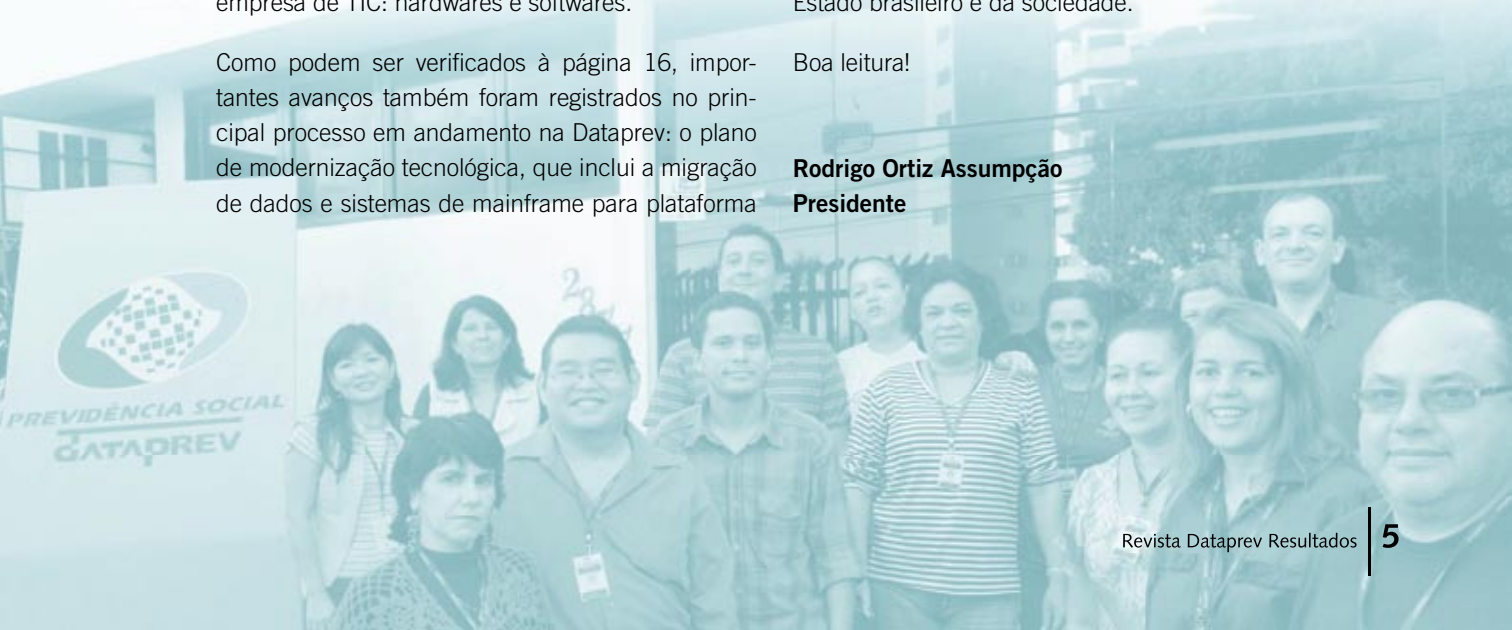 empresa de TIC: hardwares e softwares.
Como podem ser verificados à página 16, impor-
tantes avanços também foram registrados no prin-
cipal processo em andamento na Dataprev: o plano
de modernização tecnológica, que inclui a migração
de dados e sistemas de mainframe para plataforma
Estado brasileiro e da sociedade.
Boa leitura!
Rodrigo Ortiz Assumpção
Presidente
PREVIDÊNCIA SOCIAL
DATAPREV
Revista Dataprev Resultados 5